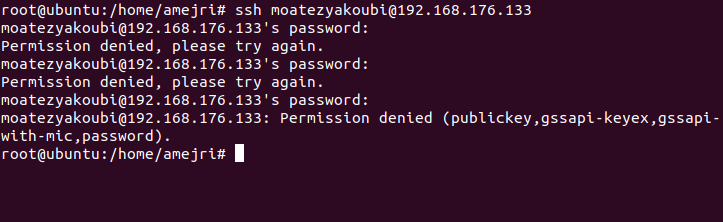 root@ubuntu:/home/amejri# ssh moatezyakoubi@192.168.176.133
moatezyakoubi@192.168.176.133's password:
Permission denied, please try again.
moatezyakoubi@192.168.176.133's password:
Permission denied, please try again.
moatezyakoubi@192.168.176.133's password:
moatezyakoubi@192.168.176.133: Permission denied (publickey,gssapi-keyex,gssapi-
with-mic,password).
root@ubuntu:/home/amejri#